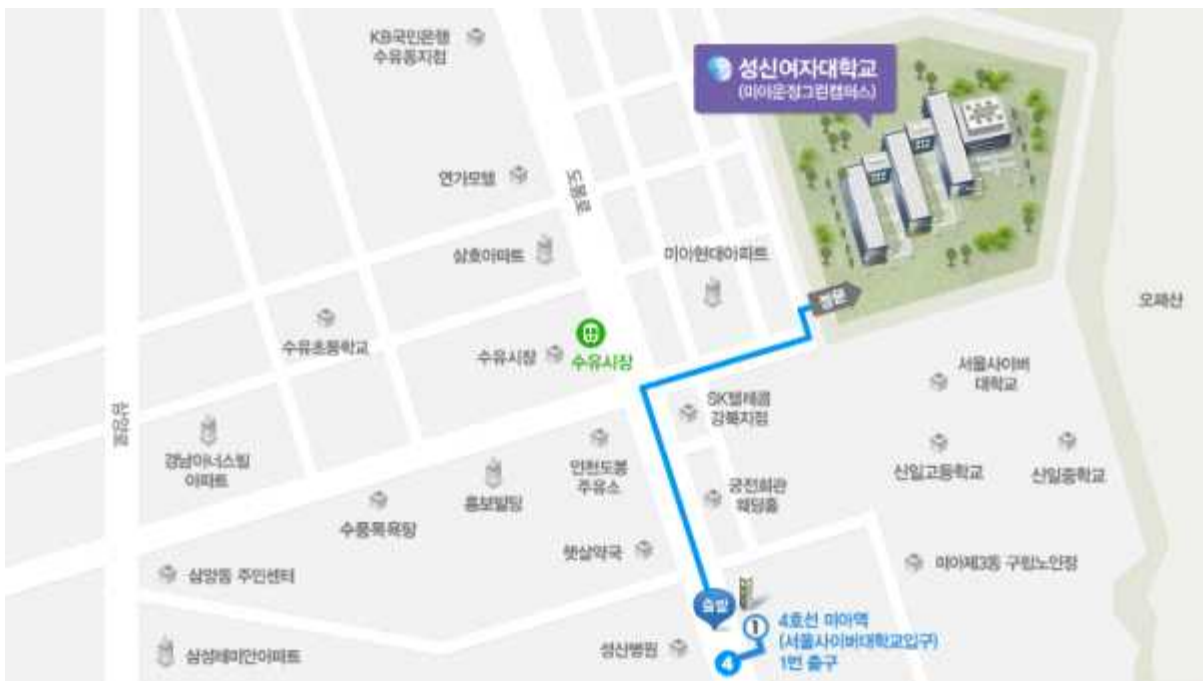 KB국민은행
수유동지점
성신여자대학교
(미아운정그린캠퍼스)
연가모텔
도봉로
삼호아파트
미아현대아파트
정문
오패산
수유초등학교
수유시장
수유시장
서울사이버
대학교
SK텔레콤
강북지점
삼양로
경남아너스빌
아파트
홍보빌딩
인천도봉
주유소
신일고등학교
신일중학교
궁전회관
웨딩홀
수풍목욕탕
햇살약국
삼양동 주민센터
미아제3동 구립노인정
출발
1
4호선 미아역
(서울사이버대학교입구)
1번 출구
성신병원
4
삼성래미안아파트